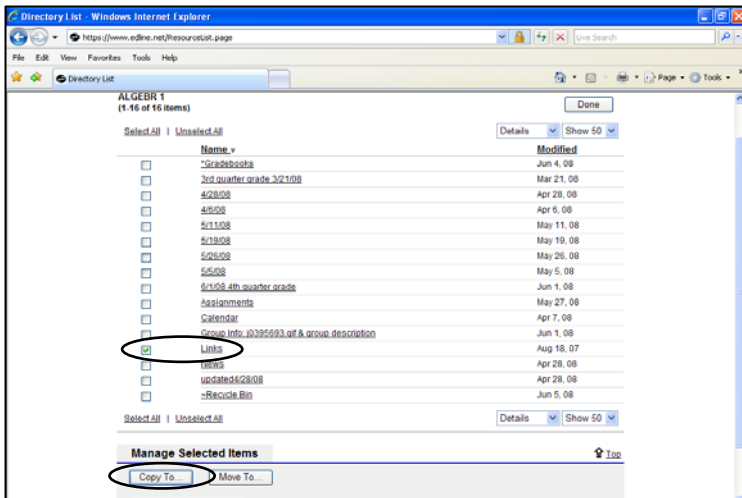 Directory List - Windows Internet Explorer
https://www.edline.net/ResourceList.page
Live Search
File Edit View Favorites Tools Help
Directory List
Page Tools
ALGEBR 1
(1-16 of 16 items)
Done
Select All | Unselect All
Details Show 50
Name Modified
*Gradebooks Jun 4, 08
3rd quarter grade 3/21/08 Mar 21, 08
4/28/08 Apr 28, 08
4/6/08 Apr 6, 08
5/11/08 May 11, 08
5/19/08 May 19, 08
5/26/08 May 26, 08
5/5/08 May 5, 08
6/1/08 4th quarter grade Jun 1, 08
Assignments May 27, 08
Calendar Apr 7, 08
Group Info: j0395693.gif & group description Jun 1, 08
Links Aug 18, 07
News Apr 28, 08
updated4/28/08 Apr 28, 08
~Recycle Bin Jun 5, 08
Select All | Unselect All
Details Show 50
Manage Selected Items
Top
Copy To... Move To...